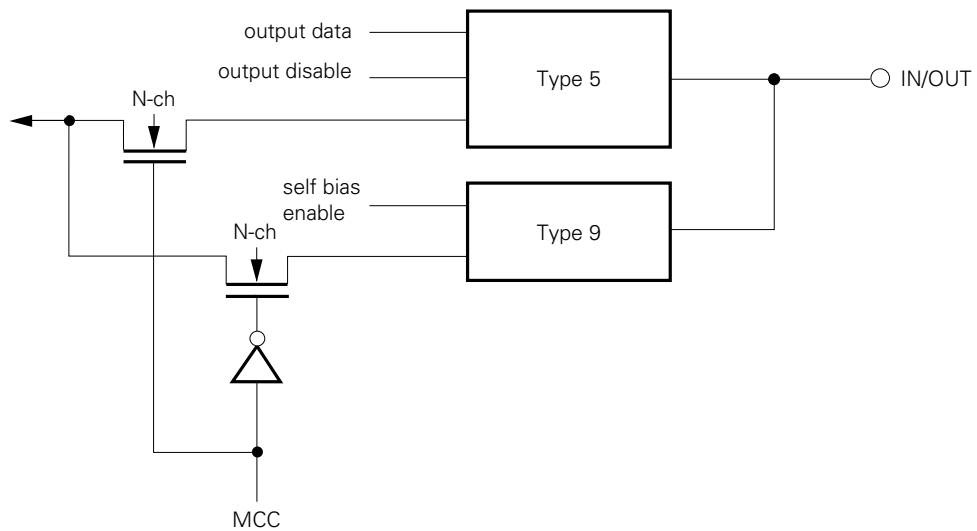 output data
output disable
Type 5
IN/OUT
N-ch
self bias
enable
Type 9
N-ch
MCC